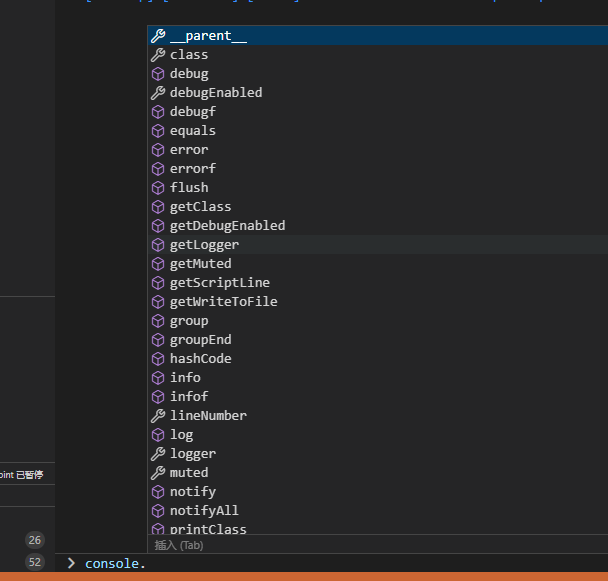 __parent__
class
debug
debugEnabled
debugf
equals
error
errorf
flush
getClass
getDebugEnabled
getLogger
getMuted
getScriptLine
getWriteToFile
group
groupEnd
hashCode
info
infof
lineNumber
log
logger
muted
oint 已暂停
notify
notifyAll
printClass
26
插入 (Tab)
52
> console.